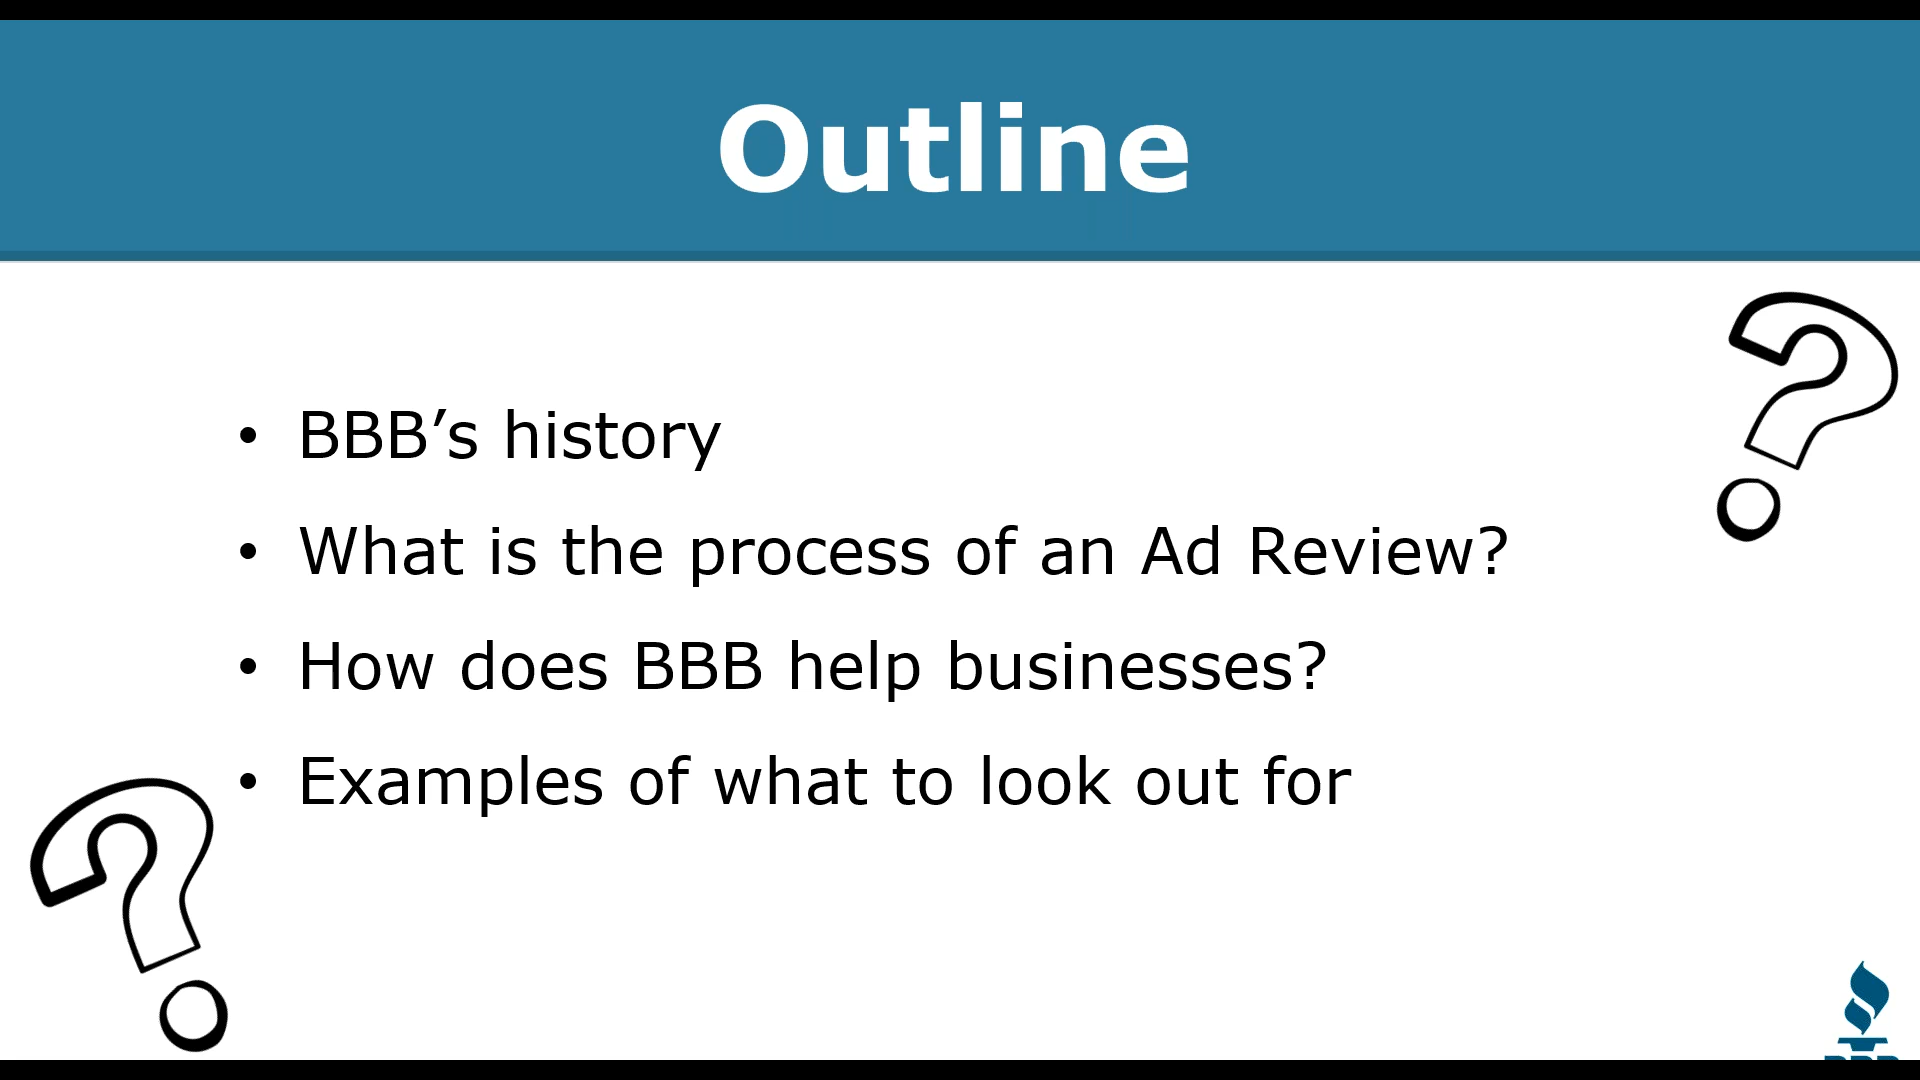 Outline
• BBB’s history
• What is the process of an Ad Review?
• How does BBB help businesses?
• Examples of what to look out for